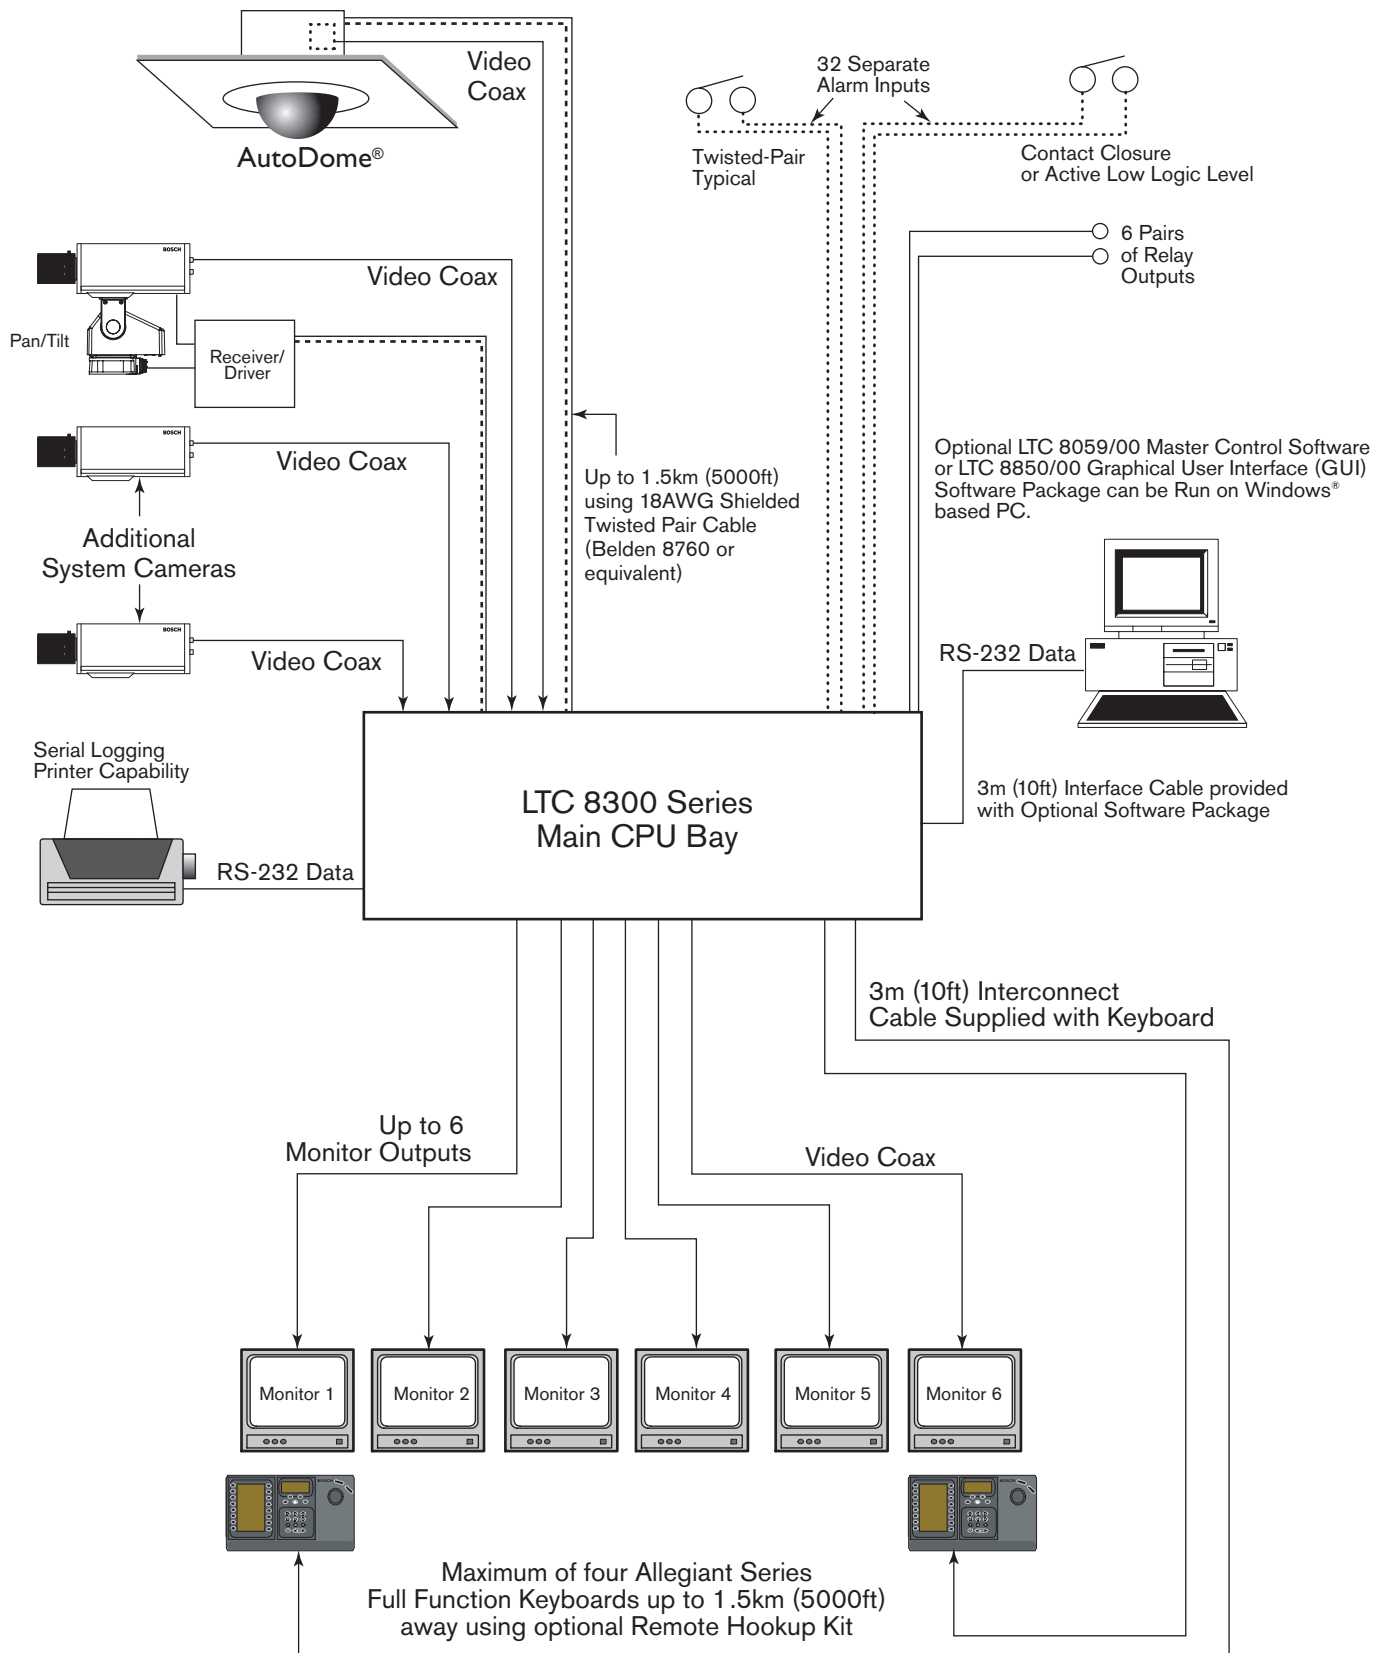 Video
Coax
AutoDome®
32 Separate
Alarm Inputs
Twisted-Pair
Typical
Contact Closure
or Active Low Logic Level
6 Pairs
of Relay
Outputs
BOSCH
Video Coax
Pan/Tilt
Receiver/
Driver
BOSCH
Video Coax
Additional
System Cameras
BOSCH
Video Coax
Up to 1.5km (5000ft)
using 18AWG Shielded
Twisted Pair Cable
(Belden 8760 or
equivalent)
Optional LTC 8059/00 Master Control Software
or LTC 8850/00 Graphical User Interface (GUI)
Software Package can be Run on Windows®
based PC.
RS-232 Data
3m (10ft) Interface Cable provided
with Optional Software Package
Serial Logging
Printer Capability
RS-232 Data
LTC 8300 Series
Main CPU Bay
3m (10ft) Interconnect
Cable Supplied with Keyboard
Up to 6
Monitor Outputs
Video Coax
Monitor 1
Monitor 2
Monitor 3
Monitor 4
Monitor 5
Monitor 6
BOSCH
BOSCH
Maximum of four Allegiant Series
Full Function Keyboards up to 1.5km (5000ft)
away using optional Remote Hookup Kit